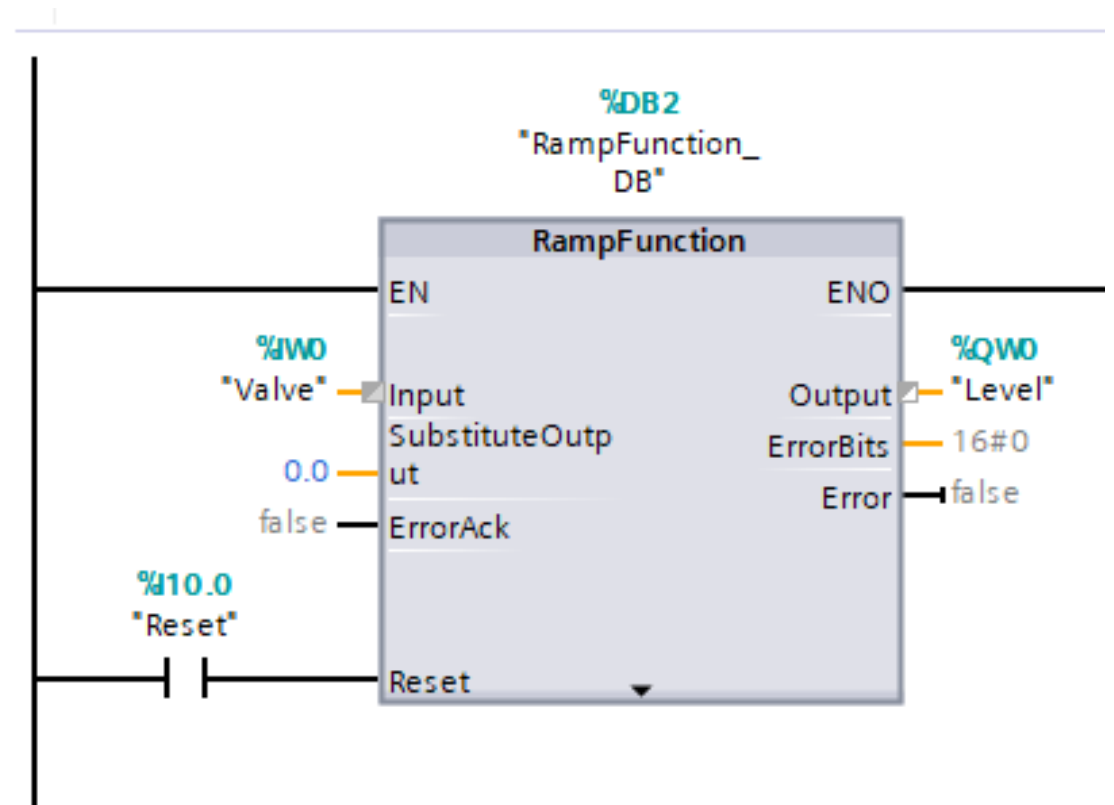 %DB2
"RampFunction_
DB"
RampFunction
EN
ENO
%IW0
"Valve"
Input
Output
%QW0
"Level"
SubstituteOutp
ut
0.0
ErrorBits
16#0
false
ErrorAck
Error
false
%I10.0
"Reset"
Reset